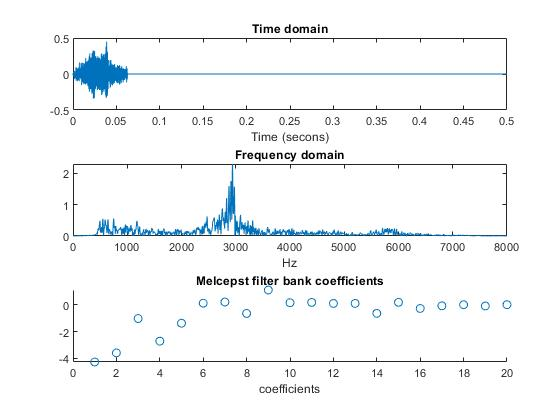 Time domain
0.5
0
-0.5
0 0.05 0.1 0.15 0.2 0.25 0.3 0.35 0.4 0.45 0.5
Time (secons)
Frequency domain
2
1
0
0 1000 2000 3000 4000 5000 6000 7000 8000
Hz
Melcepst filter bank coefficients
0
-2
-4
0 2 4 6 8 10 12 14 16 18 20
coefficients